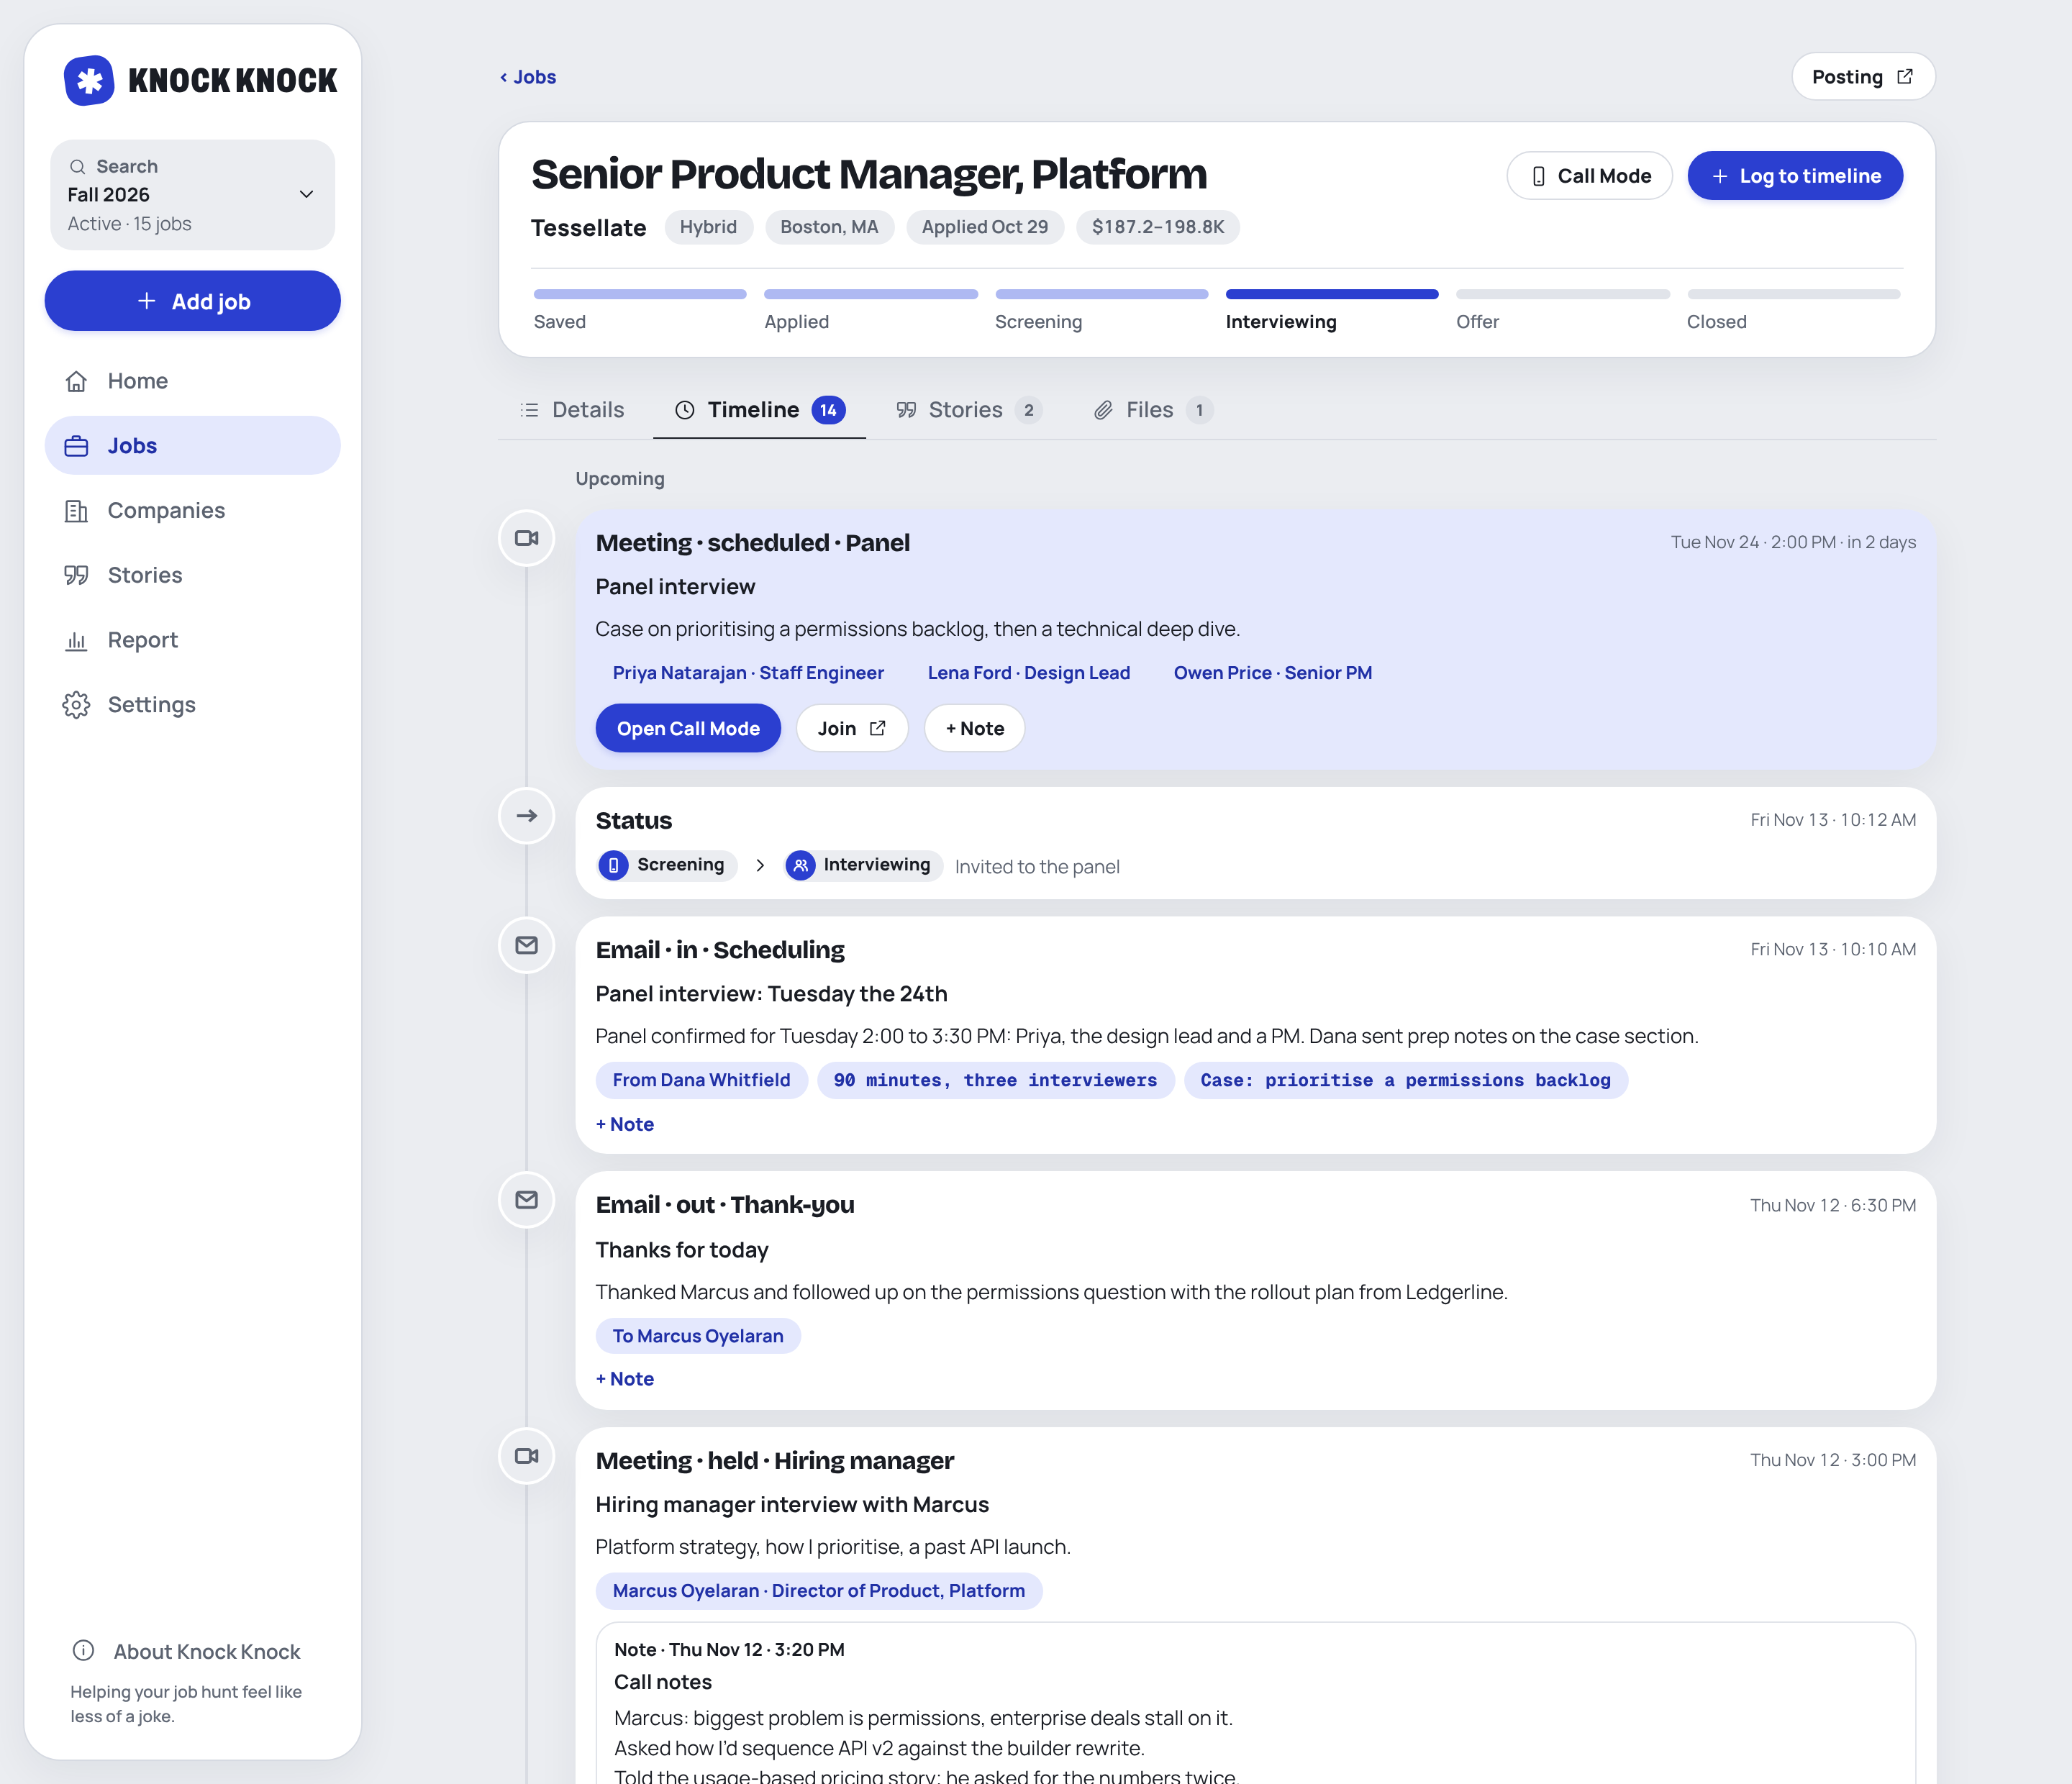 KNOCK KNOCK
Search
Fall 2026
Active · 15 jobs
+ Add job
Home
Jobs
Companies
Stories
Report
Settings
About Knock Knock
Helping your job hunt feel like
less of a joke.
‹ Jobs
Posting
Senior Product Manager, Platform
Call Mode
+ Log to timeline
Tessellate Hybrid Boston, MA Applied Oct 29 $187.2–198.8K
Saved Applied Screening Interviewing Offer Closed
Details Timeline 14 Stories 2 Files 1
Upcoming
Meeting · scheduled · Panel Tue Nov 24 · 2:00 PM · in 2 days
Panel interview
Case on prioritising a permissions backlog, then a technical deep dive.
Priya Natarajan · Staff Engineer Lena Ford · Design Lead Owen Price · Senior PM
Open Call Mode Join + Note
Status Fri Nov 13 · 10:12 AM
Screening › Interviewing Invited to the panel
Email · in · Scheduling Fri Nov 13 · 10:10 AM
Panel interview: Tuesday the 24th
Panel confirmed for Tuesday 2:00 to 3:30 PM: Priya, the design lead and a PM. Dana sent prep notes on the case section.
From Dana Whitfield 90 minutes, three interviewers Case: prioritise a permissions backlog
+ Note
Email · out · Thank-you Thu Nov 12 · 6:30 PM
Thanks for today
Thanked Marcus and followed up on the permissions question with the rollout plan from Ledgerline.
To Marcus Oyelaran
+ Note
Meeting · held · Hiring manager Thu Nov 12 · 3:00 PM
Hiring manager interview with Marcus
Platform strategy, how I prioritise, a past API launch.
Marcus Oyelaran · Director of Product, Platform
Note · Thu Nov 12 · 3:20 PM
Call notes
Marcus: biggest problem is permissions, enterprise deals stall on it.
Asked how I'd sequence API v2 against the builder rewrite.
Told the usage-based pricing story; he asked for the numbers twice.